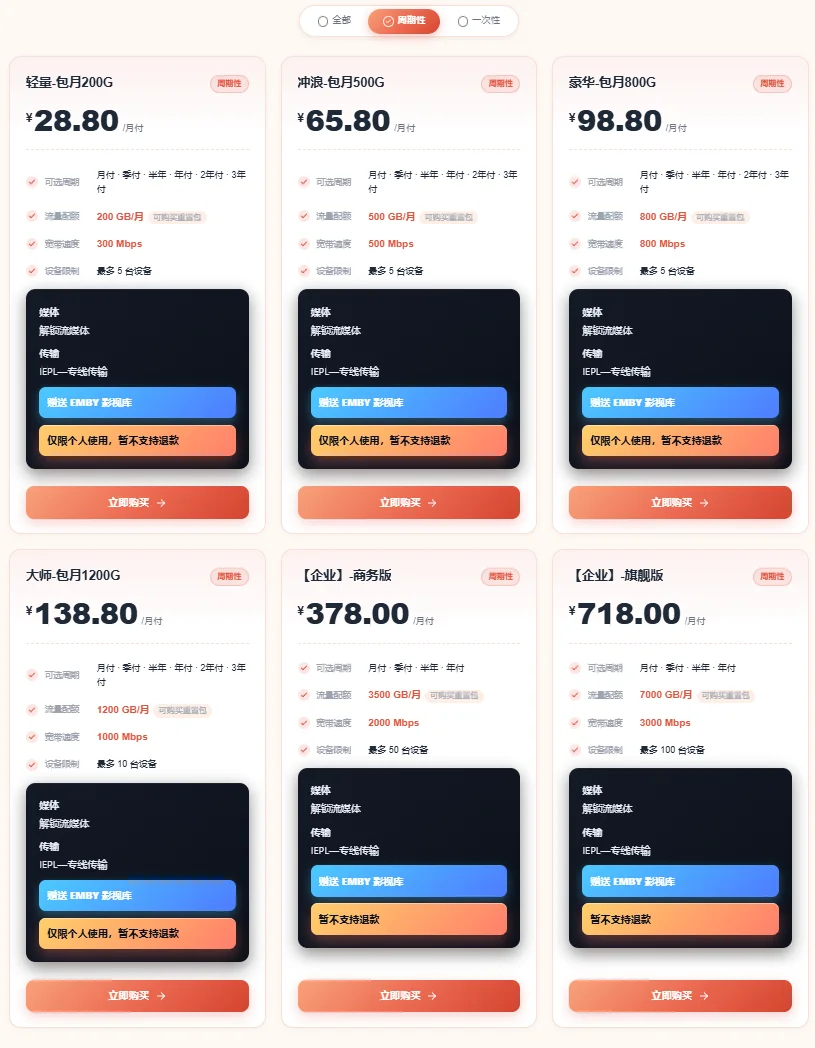 全部
周期性
一次性
轻量-包月200G
周期性
¥28.80 /月付
可选周期
月付 · 季付 · 半年 · 年付 · 2年付 · 3年
付
流量配额
200 GB/月 可购买重置包
宽带速度
300 Mbps
设备限制
最多 5 台设备
媒体
解锁流媒体
传输
IEPL—专线传输
赠送 EMBY 影视库
仅限个人使用，暂不支持退款
立即购买 →
冲浪-包月500G
周期性
¥65.80 /月付
可选周期
月付 · 季付 · 半年 · 年付 · 2年付 · 3年
付
流量配额
500 GB/月 可购买重置包
宽带速度
500 Mbps
设备限制
最多 5 台设备
媒体
解锁流媒体
传输
IEPL—专线传输
赠送 EMBY 影视库
仅限个人使用，暂不支持退款
立即购买 →
豪华-包月800G
周期性
¥98.80 /月付
可选周期
月付 · 季付 · 半年 · 年付 · 2年付 · 3年
付
流量配额
800 GB/月 可购买重置包
宽带速度
800 Mbps
设备限制
最多 5 台设备
媒体
解锁流媒体
传输
IEPL—专线传输
赠送 EMBY 影视库
仅限个人使用，暂不支持退款
立即购买 →
大师-包月1200G
周期性
¥138.80 /月付
可选周期
月付 · 季付 · 半年 · 年付 · 2年付 · 3年
付
流量配额
1200 GB/月 可购买重置包
宽带速度
1000 Mbps
设备限制
最多 10 台设备
媒体
解锁流媒体
传输
IEPL—专线传输
赠送 EMBY 影视库
仅限个人使用，暂不支持退款
立即购买 →
【企业】-商务版
周期性
¥378.00 /月付
可选周期
月付 · 季付 · 半年 · 年付
流量配额
3500 GB/月 可购买重置包
宽带速度
2000 Mbps
设备限制
最多 50 台设备
媒体
解锁流媒体
传输
IEPL—专线传输
赠送 EMBY 影视库
暂不支持退款
立即购买 →
【企业】-旗舰版
周期性
¥718.00 /月付
可选周期
月付 · 季付 · 半年 · 年付
流量配额
7000 GB/月 可购买重置包
宽带速度
3000 Mbps
设备限制
最多 100 台设备
媒体
解锁流媒体
传输
IEPL—专线传输
赠送 EMBY 影视库
暂不支持退款
立即购买 →